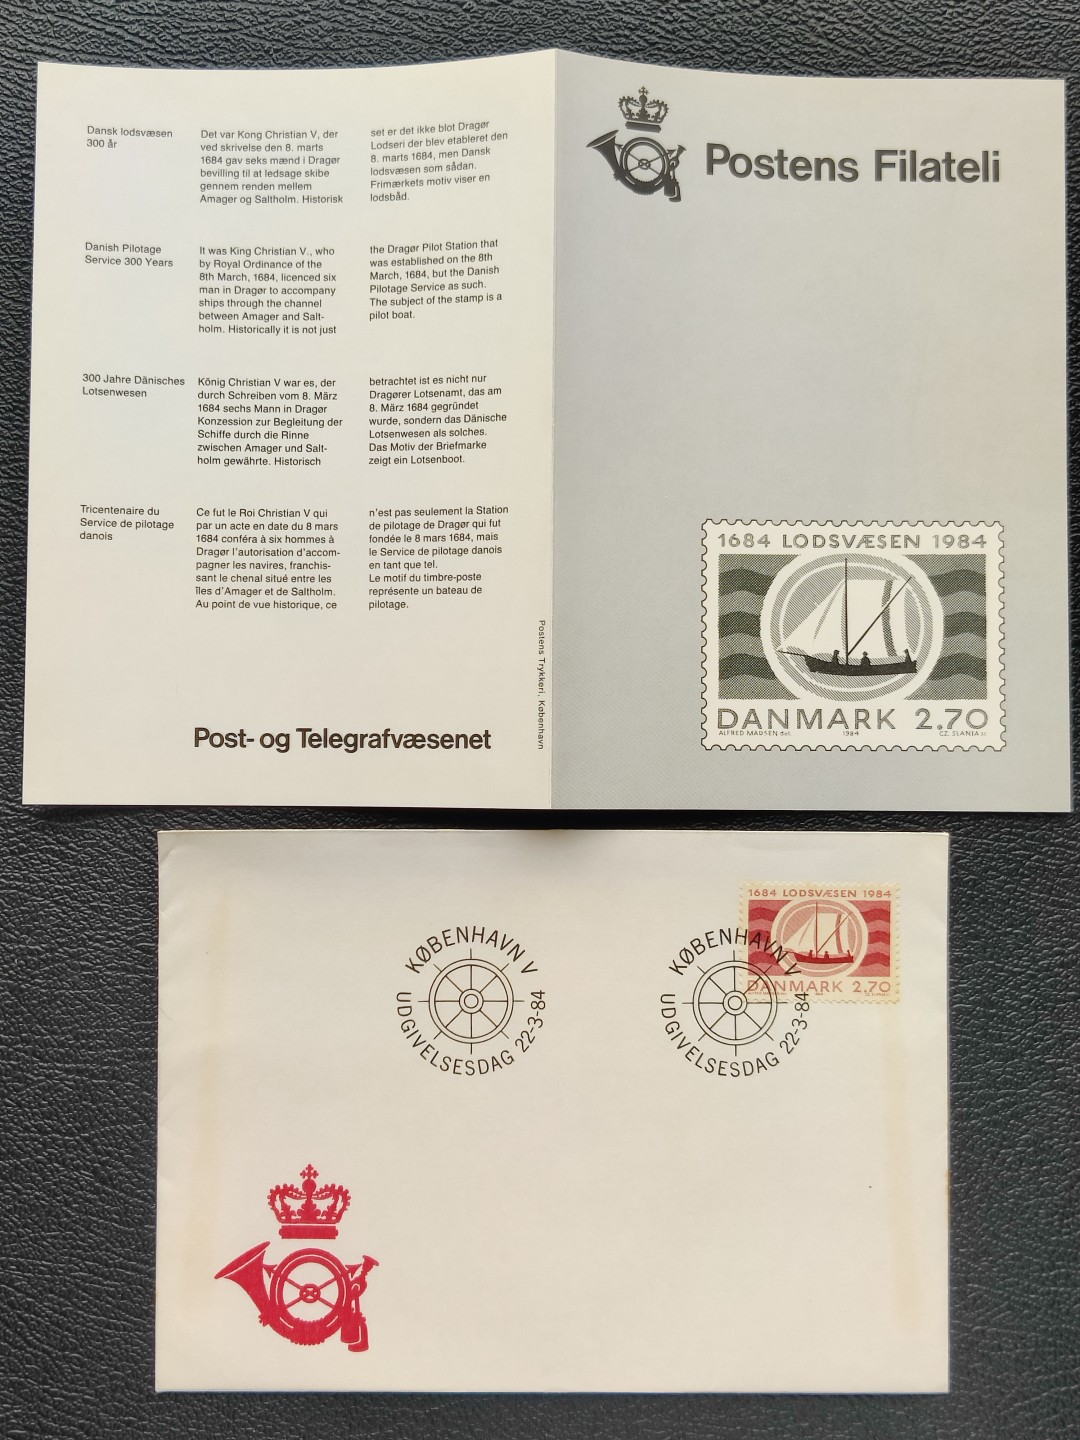 Dansk lodsvæsen
300 år
Det var Kong Christian V, der
ved skrivelse den 8. marts
1684 gav seks mænd i Dragør
bevilling til at ledsage skibe
gennem renden mellem
Amager og Saltholm. Historisk
set er det ikke blot Dragør
Lodseri der blev etableret den
8. marts 1684, men Dansk
lodsvæsen som sådan.
Frimærkets motiv viser en
lodsbåd.
Danish Pilotage
Service 300 Years
It was King Christian V., who
by Royal Ordinance of the
8th March, 1684, licenced six
man in Dragør to accompany
ships through the channel
between Amager and Salt-
holm. Historically it is not just
the Dragør Pilot Station that
was established on the 8th
March, 1684, but the Danish
Pilotage Service as such.
The subject of the stamp is a
pilot boat.
300 Jahre Dänisches
Lotsenwesen
König Christian V war es, der
durch Schreiben vom 8. März
1684 sechs Mann in Dragør
Konzession zur Begleitung der
Schiffe durch die Rinne
zwischen Amager und Salt-
holm gewährte. Historisch
betrachtet ist es nicht nur
Dragører Lotsenamt, das am
8. März 1684 gegründet
wurde, sondern das Dänische
Lotsenwesen als solches.
Das Motiv der Briefmarke
zeigt ein Lotsenboot.
Tricentenaire du
Service de pilotage
danois
Ce fut le Roi Christian V qui
par un acte en date du 8 mars
1684 conféra à six hommes à
Dragør l'autorisation d'accom-
pagner les navires, franchis-
sant le chenal situé entre les
îles d'Amager et de Saltholm.
Au point de vue historique, ce
n'est pas seulement la Station
de pilotage de Dragør qui fut
fondée le 8 mars 1684, mais
le Service de pilotage danois
en tant que tel.
Le motif du timbre-poste
représente un bateau de
pilotage.
Postens Trykkeri, København
Post- og Telegrafvæsenet
Postens Filateli
1684 LODSVÆSEN 1984
DANMARK 2.70
ALFRED MADSEN del. 1984 CZ. SLANIA sc.
1684 LODSVÆSEN 1984
DANMARK 2.70
KØBENHAVN V
UDGIVELSESDAG 22-3-84
KØBENHAVN V
UDGIVELSESDAG 22-3-84